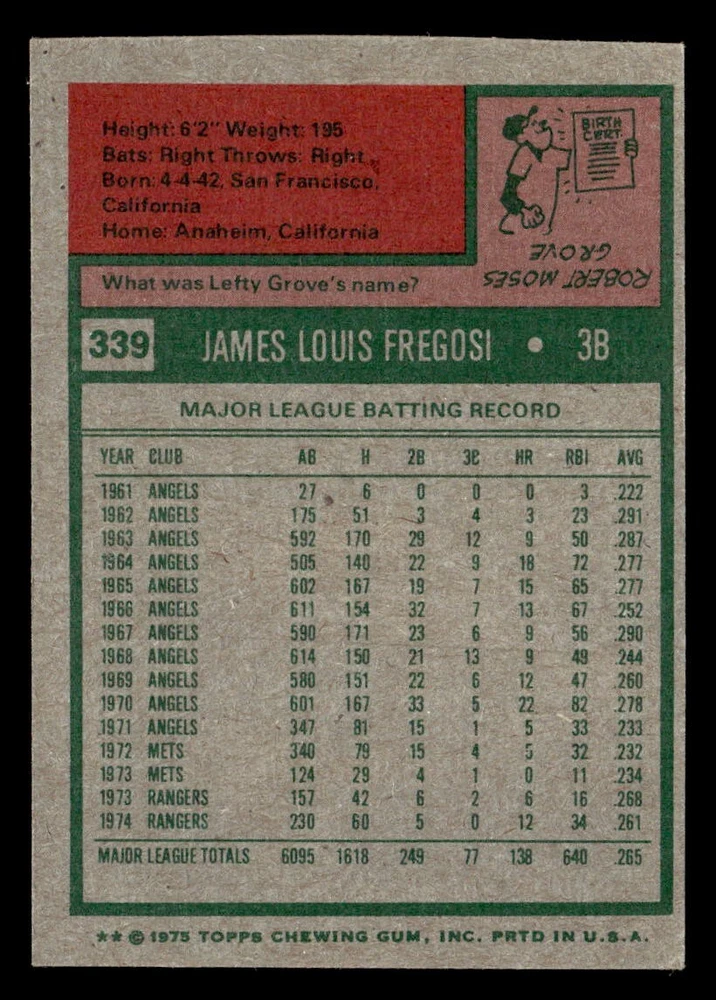 Height: 6'2" Weight: 195
Bats: Right Throws: Right
Born: 4-4-42, San Francisco,
California
Home: Anaheim, California
BIRTH
CERT.
ROBERT MOSES
GROVE
What was Lefty Grove's name?
339 JAMES LOUIS FREGOSI • 3B
MAJOR LEAGUE BATTING RECORD
YEAR CLUB AB H 2B 3B HR RBI AVG
1961 ANGELS 27 6 0 0 0 3 .222
1962 ANGELS 175 51 3 4 3 23 .291
1963 ANGELS 592 170 29 12 9 50 .287
1964 ANGELS 505 140 22 9 18 72 .277
1965 ANGELS 602 167 19 7 15 65 .277
1966 ANGELS 611 154 32 7 13 67 .252
1967 ANGELS 590 171 23 6 9 56 .290
1968 ANGELS 614 150 21 13 9 49 .244
1969 ANGELS 580 151 22 6 12 47 .260
1970 ANGELS 601 167 33 5 22 82 .278
1971 ANGELS 347 81 15 1 5 33 .233
1972 METS 340 79 15 4 5 32 .232
1973 METS 124 29 4 1 0 11 .234
1973 RANGERS 157 42 6 2 6 16 .268
1974 RANGERS 230 60 5 0 12 34 .261
MAJOR LEAGUE TOTALS 6095 1618 249 77 138 640 .265
** © 1975 TOPPS CHEWING GUM, INC. PRTD IN U.S.A.